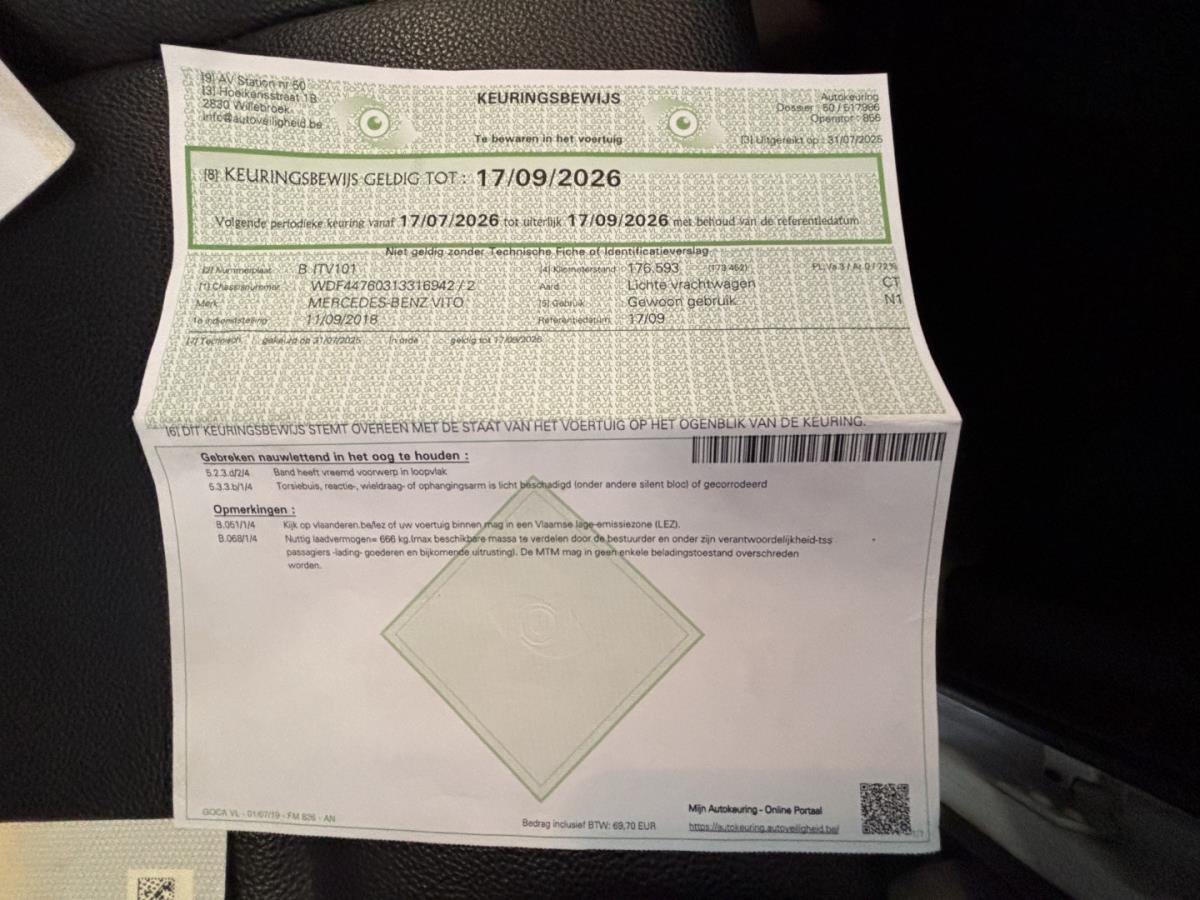 [9] AV Station nr 50
[3] Hoeikensstraat 1B
2830 Willebroek
info@autoveiligheid.be
KEURINGSBEWIJS
Te bewaren in het voertuig
Autokeuring
Dossier : 50 / 517986
Operator : 856
[3] Uitgereikt op : 31/07/2025
[8] KEURINGSBEWIJS GELDIG TOT : 17/09/2026
Volgende periodieke keuring vanaf 17/07/2026 tot uiterlijk 17/09/2026 met behoud van de referentiedatum
Niet geldig zonder Technische Fiche of Identificatieverslag
[2] Nummerplaat B ITV101 [4] Kilometerstand 176.593 (173.462)
[1] Chassisnummer WDF44760313316942 / 2 Aard Lichte vrachtwagen CT
Merk MERCEDES-BENZ VITO [5] Gebruik Gewoon gebruik N1
1e indienststelling 11/09/2018 Referentiedatum 17/09
[7] Technisch gekeurd op 31/07/2025 In orde geldig tot 17/09/2026
[6] DIT KEURINGSBEWIJS STEMT OVEREEN MET DE STAAT VAN HET VOERTUIG OP HET OGENBLIK VAN DE KEURING.
Gebreken nauwlettend in het oog te houden :
5.2.3.d/2/4 Band heeft vreemd voorwerp in loopvlak
5.3.3.b/1/4 Torsiebuis, reactie-, wieldraag- of ophangingsarm is licht beschadigd (onder andere silent bloc) of gecorrodeerd
Opmerkingen :
B.051/1/4 Kijk op vlaanderen.be/lez of uw voertuig binnen mag in een Vlaamse lage-emissiezone (LEZ).
B.068/1/4 Nuttig laadvermogen= 666 kg.(max beschikbare massa te verdelen door de bestuurder en onder zijn verantwoordelijkheid-tss
passagiers -lading- goederen en bijkomende uitrusting). De MTM mag in geen enkele beladingstoestand overschreden
worden.
GOCA VL - 01/07/19 - FM 826 - AN
Bedrag inclusief BTW: 69,70 EUR
Mijn Autokeuring - Online Portaal
https://autokeuring.autoveiligheid.be/
1/1